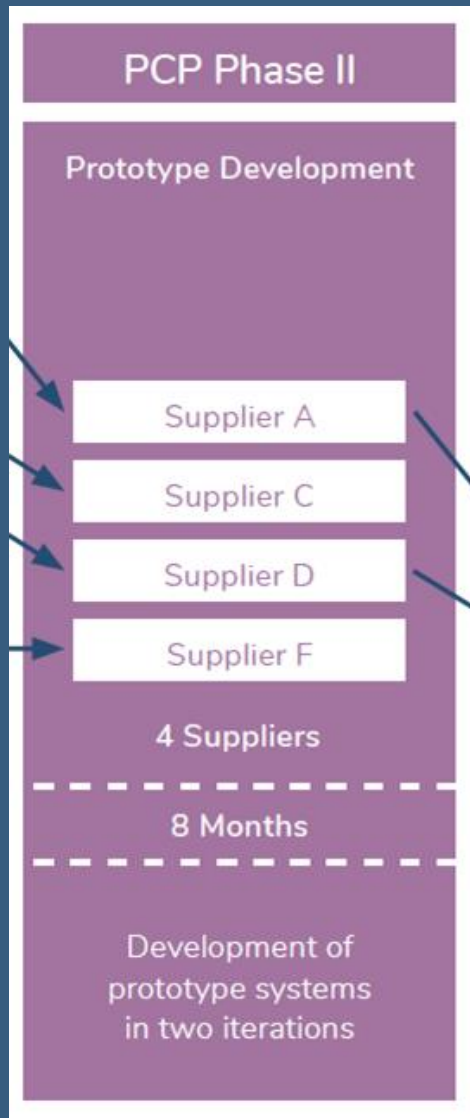 PCP Phase II
Prototype Development
Supplier A
Supplier C
Supplier D
Supplier F
4 Suppliers
8 Months
Development of
prototype systems
in two iterations